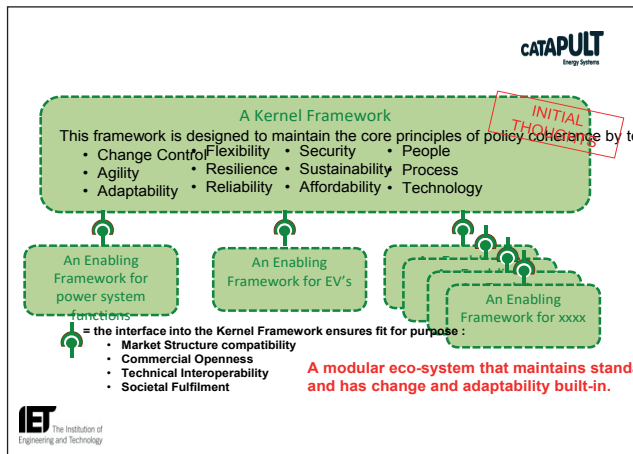 CATAPULT
Energy Systems
A Kernel Framework
INITIAL
THOUGHTS
This framework is designed to maintain the core principles of policy coherence by te
• Change Control
• Agility
• Adaptability
• Flexibility
• Resilience
• Reliability
• Security
• Sustainability
• Affordability
• People
• Process
• Technology
An Enabling
Framework for
power system
functions
An Enabling
Framework for EV's
An Enabling
Framework for xxxx
= the interface into the Kernel Framework ensures fit for purpose :
• Market Structure compatibility
• Commercial Openness
• Technical Interoperability
• Societal Fulfilment
A modular eco-system that maintains standa
and has change and adaptability built-in.
IET The Institution of
Engineering and Technology